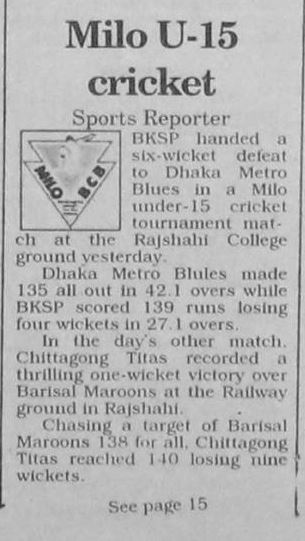 Milo U-15
cricket
Sports Reporter
MILO BCB
BKSP handed a
six-wicket defeat
to Dhaka Metro
Blues in a Milo
under-15 cricket
tournament mat-
ch at the Rajshahi College
ground yesterday.
Dhaka Metro Blules made
135 all out in 42.1 overs while
BKSP scored 139 runs losing
four wickets in 27.1 overs.
In the day's other match.
Chittagong Titas recorded a
thrilling one-wicket victory over
Barisal Maroons at the Railway
ground in Rajshahi.
Chasing a target of Barisal
Maroons 138 for all, Chittagong
Titas reached 140 losing nine
wickets.
See page 15